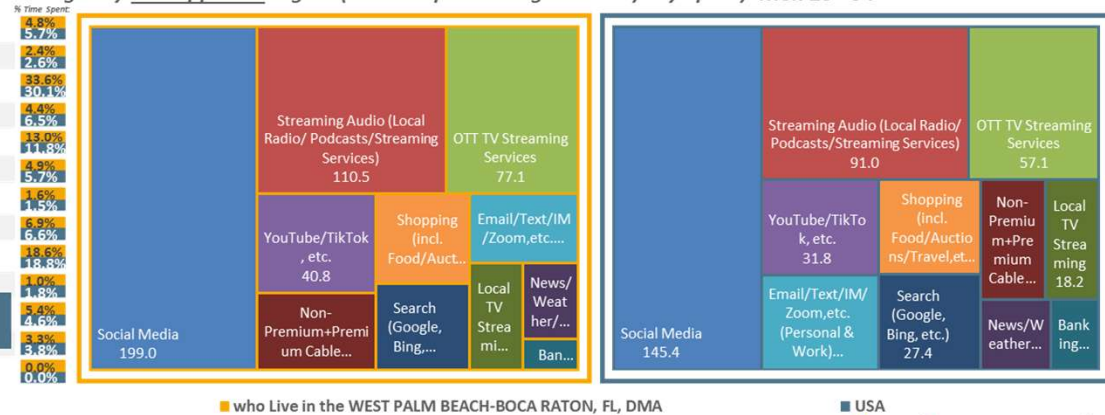 % Time Spent:
4.8%
5.7%
2.4%
2.6%
33.6%
30.1%
4.4%
6.5%
13.0%
11.8%
4.9%
5.7%
1.6%
1.5%
6.9%
6.6%
18.6%
18.8%
1.0%
1.8%
5.4%
4.6%
3.3%
3.8%
0.0%
0.0%
Social Media
199.0
Streaming Audio (Local
Radio/ Podcasts/Streaming
Services)
110.5
OTT TV Streaming
Services
77.1
YouTube/TikTok
, etc.
40.8
Shopping
(incl.
Food/Auct...
Email/Text/IM
/Zoom,etc....
Non-
Premium+Premi
um Cable...
Search
(Google,
Bing,...
Local
TV
Strea
mi...
News/
Weat
her/...
Ban...
Social Media
145.4
Streaming Audio (Local Radio/
Podcasts/Streaming Services)
91.0
OTT TV Streaming
Services
57.1
YouTube/TikTo
k, etc.
31.8
Shopping
(incl.
Food/Auctio
ns/Travel,et...
Non-
Premiu
m+Pre
mium
Cable...
Local
TV
Strea
ming
18.2
Email/Text/IM/
Zoom,etc.
(Personal &
Work)...
Search
(Google,
Bing, etc.)
27.4
News/W
eather...
Bank
ing...
who Live in the WEST PALM BEACH-BOCA RATON, FL, DMA
USA